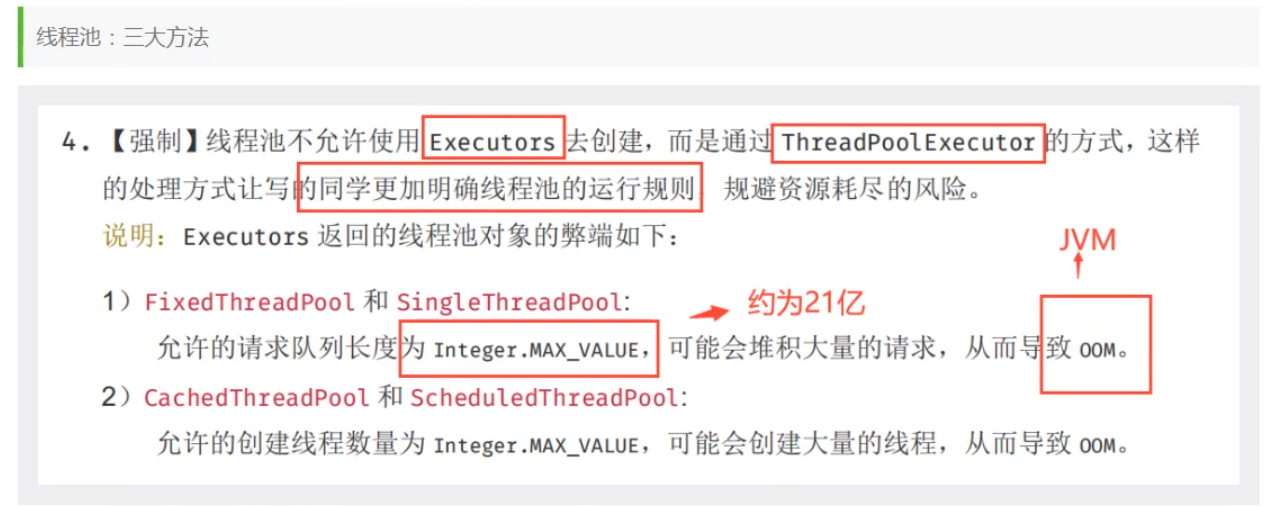 线程池：三大方法
4. 【强制】线程池不允许使用 Executors 去创建，而是通过 ThreadPoolExecutor 的方式，这样
的处理方式让写的同学更加明确线程池的运行规则，规避资源耗尽的风险。
说明：Executors 返回的线程池对象的弊端如下：
JVM
1）FixedThreadPool 和 SingleThreadPool:
约为21亿
允许的请求队列长度为 Integer.MAX_VALUE，可能会堆积大量的请求，从而导致 OOM。
2）CachedThreadPool 和 ScheduledThreadPool:
允许的创建线程数量为 Integer.MAX_VALUE，可能会创建大量的线程，从而导致 OOM。